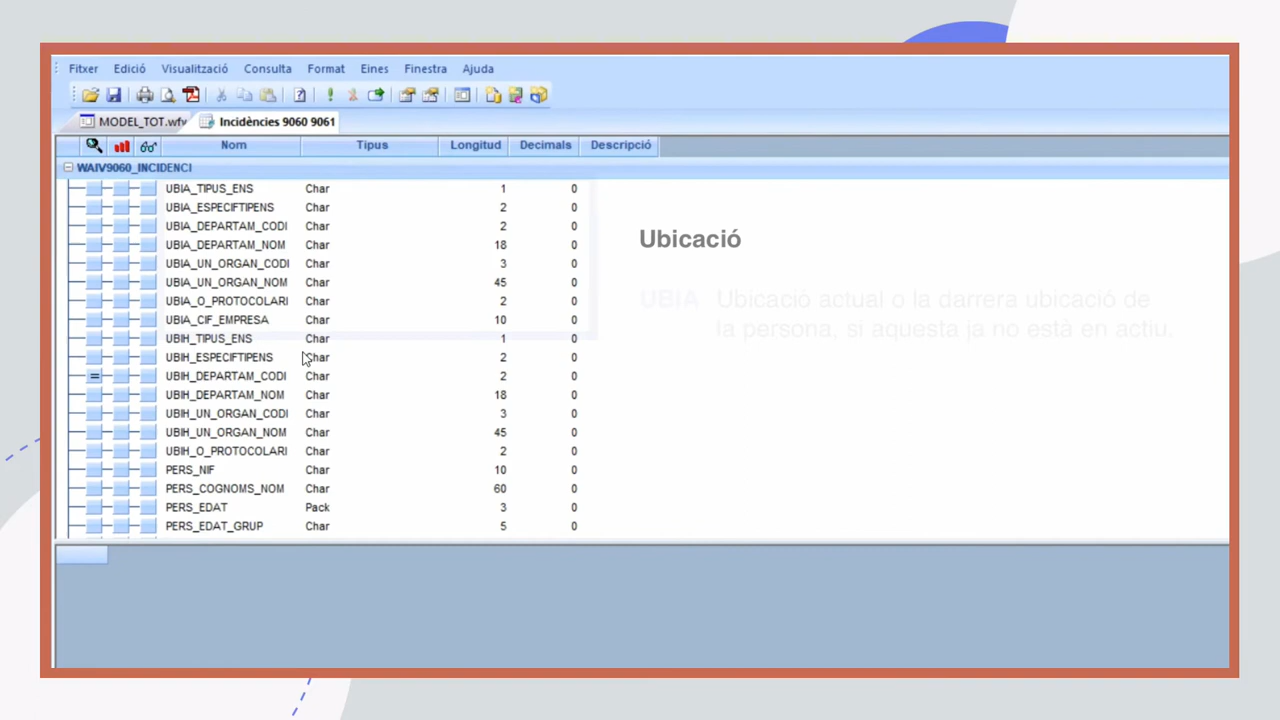 Fitxer Edició Visualització Consulta Format Eines Finestra Ajuda
MODEL_TOT.wfv Incidències 9060 9061
Nom Tipus Longitud Decimals Descripció
WAIV9060_INCIDENCI
UBIA_TIPUS_ENS Char 1 0
UBIA_ESPECIFTIPENS Char 2 0
UBIA_DEPARTAM_CODI Char 2 0
UBIA_DEPARTAM_NOM Char 18 0
UBIA_UN_ORGAN_CODI Char 3 0
UBIA_UN_ORGAN_NOM Char 45 0
UBIA_O_PROTOCOLARI Char 2 0
UBIA_CIF_EMPRESA Char 10 0
UBIH_TIPUS_ENS Char 1 0
UBIH_ESPECIFTIPENS Char 2 0
UBIH_DEPARTAM_CODI Char 2 0
UBIH_DEPARTAM_NOM Char 18 0
UBIH_UN_ORGAN_CODI Char 3 0
UBIH_UN_ORGAN_NOM Char 45 0
UBIH_O_PROTOCOLARI Char 2 0
PERS_NIF Char 10 0
PERS_COGNOMS_NOM Char 60 0
PERS_EDAT Pack 3 0
PERS_EDAT_GRUP Char 5 0
Ubicació
UBIA Ubicació actual o la darrera ubicació de
la persona, si aquesta ja no està en actiu.